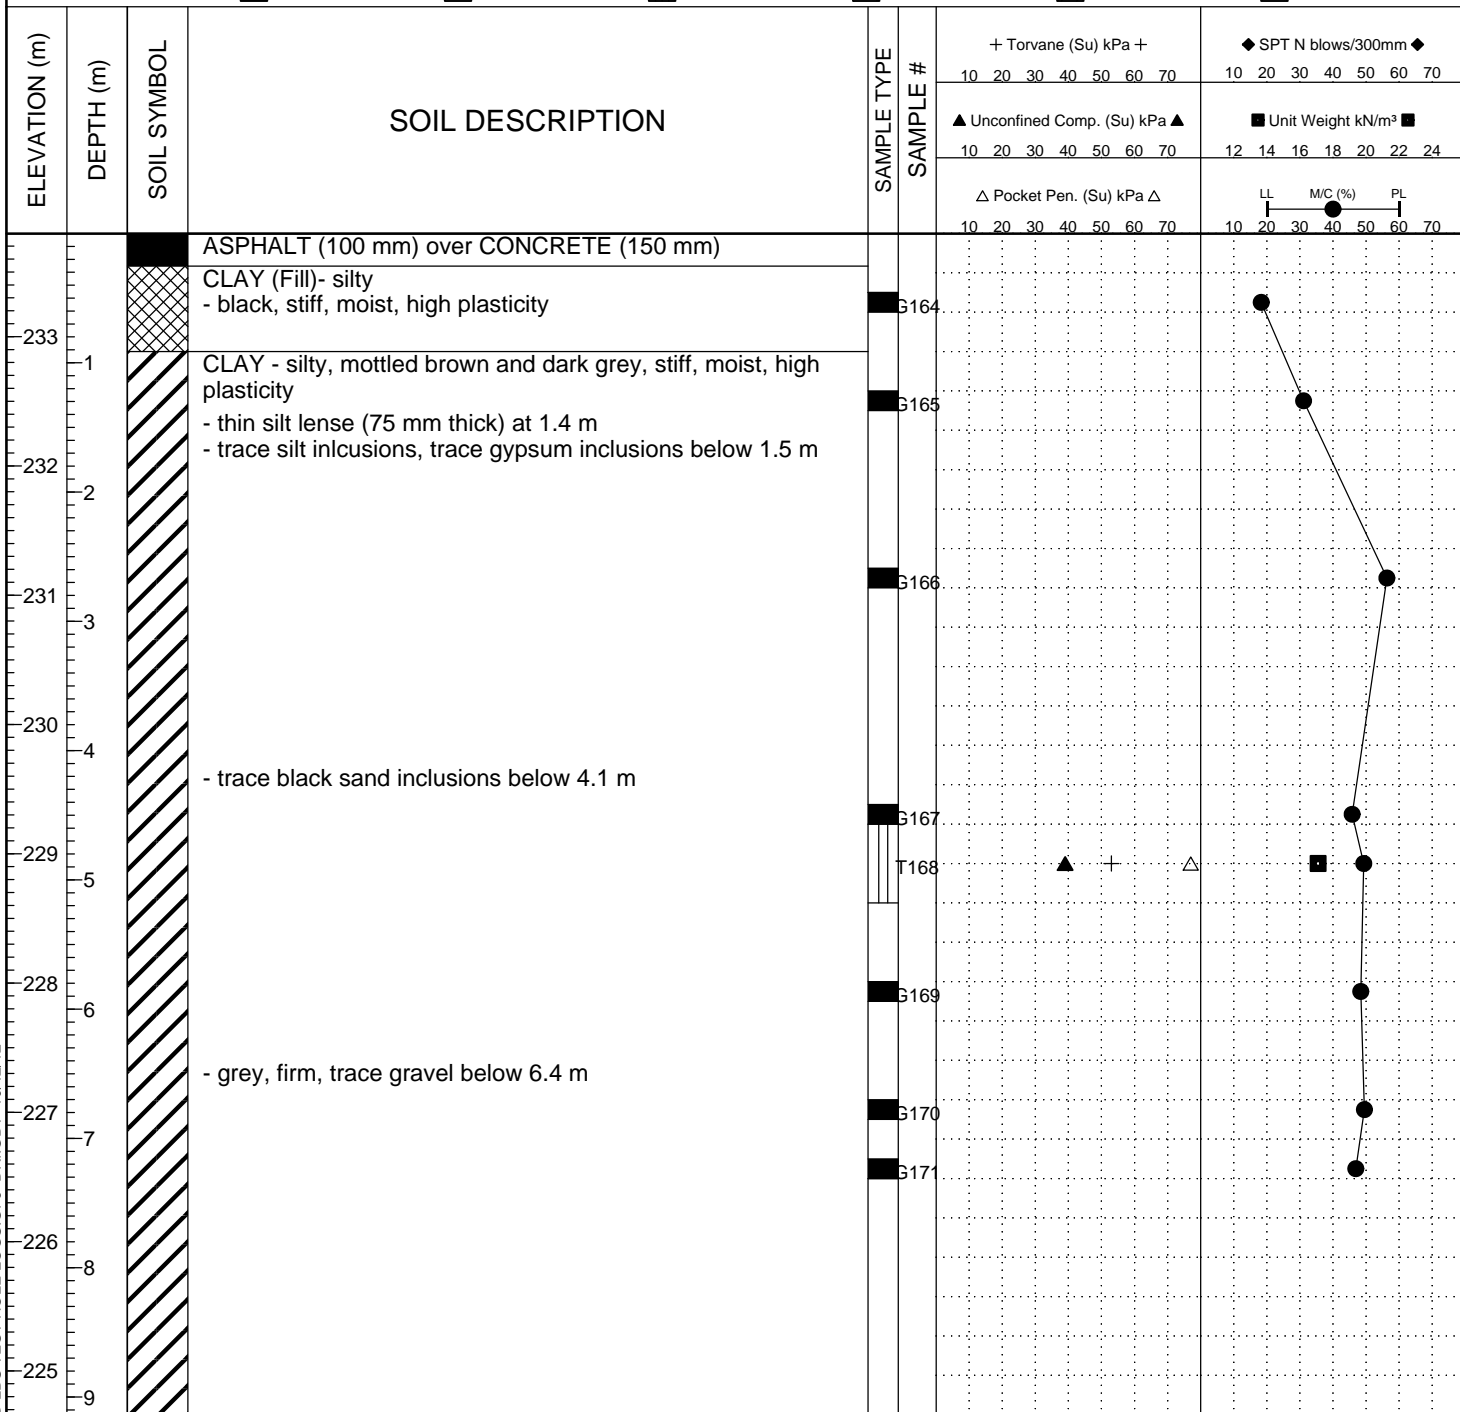 ELEVATION (m)
DEPTH (m)
SOIL SYMBOL
SOIL DESCRIPTION
SAMPLE TYPE
SAMPLE #
+ Torvane (Su) kPa +
10 20 30 40 50 60 70
▲ Unconfined Comp. (Su) kPa ▲
10 20 30 40 50 60 70
△ Pocket Pen. (Su) kPa △
10 20 30 40 50 60 70
◆ SPT N blows/300mm ◆
10 20 30 40 50 60 70
■ Unit Weight kN/m³ ■
12 14 16 18 20 22 24
LL M/C (%) PL
10 20 30 40 50 60 70
ASPHALT (100 mm) over CONCRETE (150 mm)
CLAY (Fill)- silty
- black, stiff, moist, high plasticity
G164
233
1
CLAY - silty, mottled brown and dark grey, stiff, moist, high
plasticity
G165
- thin silt lense (75 mm thick) at 1.4 m
- trace silt inlcusions, trace gypsum inclusions below 1.5 m
232
2
G166
231
3
230
4
- trace black sand inclusions below 4.1 m
G167
229
T168
5
228
G169
6
- grey, firm, trace gravel below 6.4 m
227
G170
7
G171
226
8
225
9